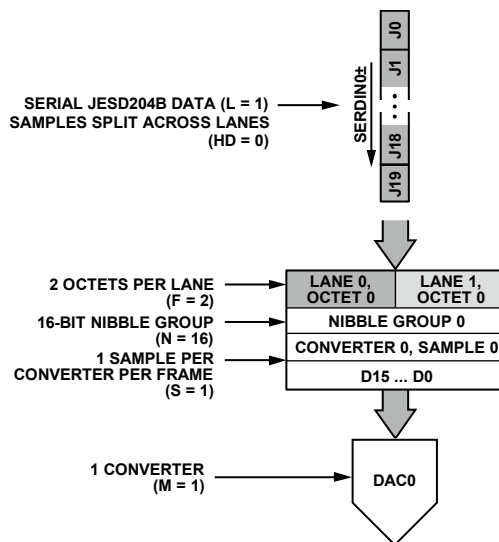 J0
J1
...
J18
J19
SERDIN0±
SERIAL JESD204B DATA (L = 1)
SAMPLES SPLIT ACROSS LANES
(HD = 0)
2 OCTETS PER LANE
(F = 2)
LANE 0,
OCTET 0
LANE 1,
OCTET 0
16-BIT NIBBLE GROUP
(N = 16)
NIBBLE GROUP 0
1 SAMPLE PER
CONVERTER PER FRAME
(S = 1)
CONVERTER 0, SAMPLE 0
D15 ... D0
1 CONVERTER
(M = 1)
DAC0